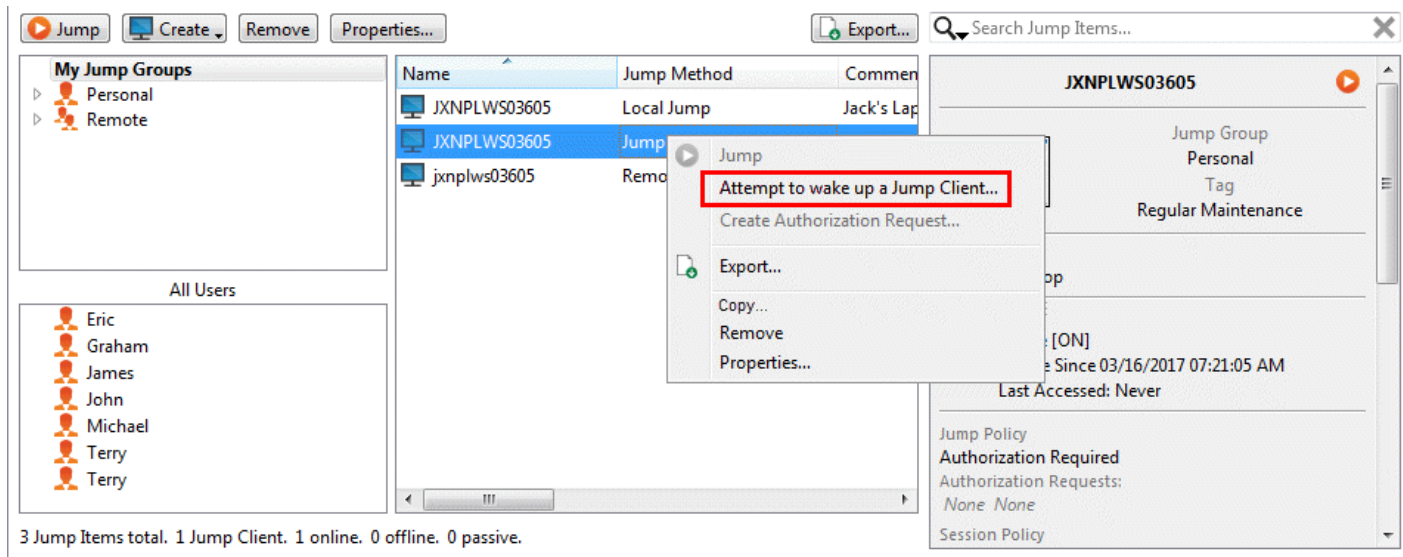 Jump Create Remove Properties... Export... Search Jump Items...
My Jump Groups
Personal
Remote
All Users
Eric
Graham
James
John
Michael
Terry
Terry
Name Jump Method Commen
JXNPLWS03605 Local Jump Jack's Lap
JXNPLWS03605 Jump
jxnplws03605 Remo
Jump
Attempt to wake up a Jump Client...
Create Authorization Request...
Export...
Copy...
Remove
Properties...
JXNPLWS03605
Jump Group
Personal
Tag
Regular Maintenance
op
[ON]
Since 03/16/2017 07:21:05 AM
Last Accessed: Never
Jump Policy
Authorization Required
Authorization Requests:
None None
Session Policy
3 Jump Items total. 1 Jump Client. 1 online. 0 offline. 0 passive.